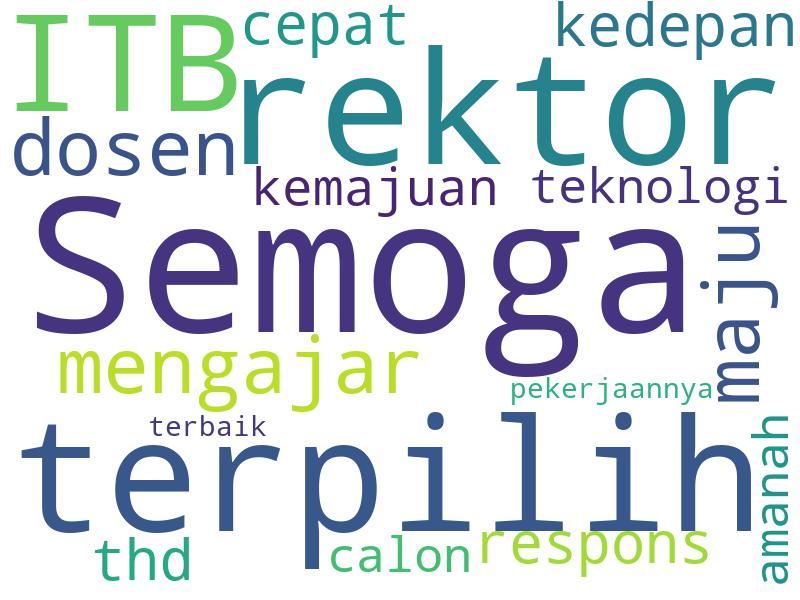 ITB
cepat
kedepan
rektor
dosen
kemajuan
teknologi
Semoga
maju
mengajar
pekerjaannya
terbaik
terpilih
amanah
thd
calon
respons